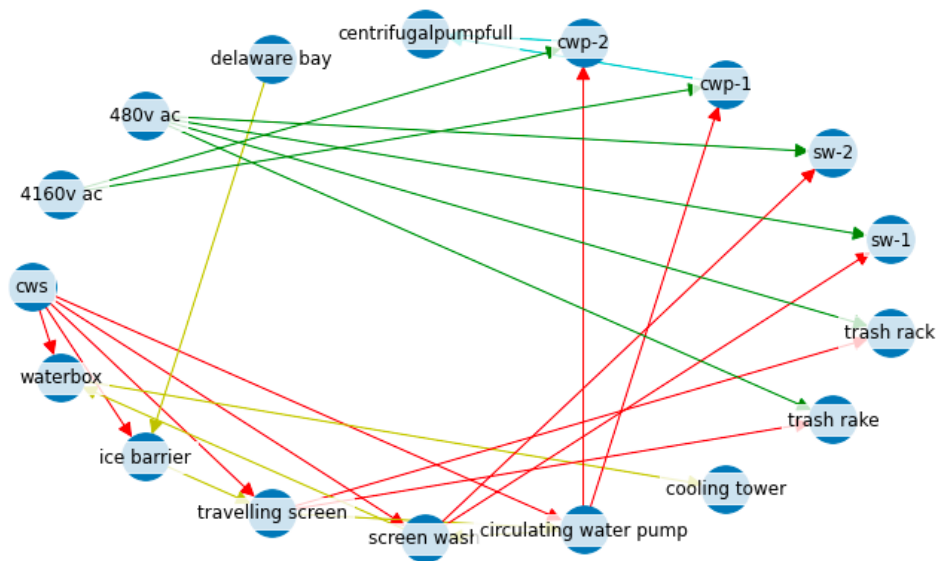 centrifugalpumpfull
cwp-2
delaware bay
cwp-1
480v ac
sw-2
4160v ac
sw-1
cws
trash rack
waterbox
trash rake
ice barrier
cooling tower
travelling screen
screen wash
circulating water pump